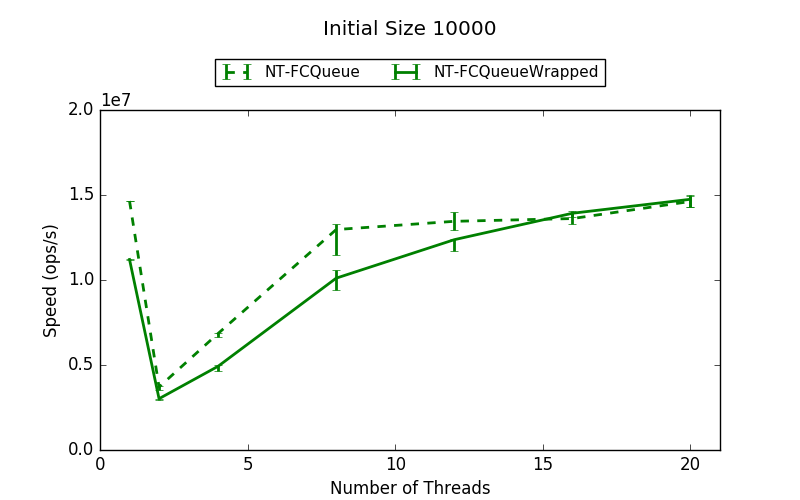 Initial Size 10000
NT-FCQueue NT-FCQueueWrapped
1e7
2.0
1.5
1.0
0.5
0.0
Speed (ops/s)
0 5 10 15 20
Number of Threads